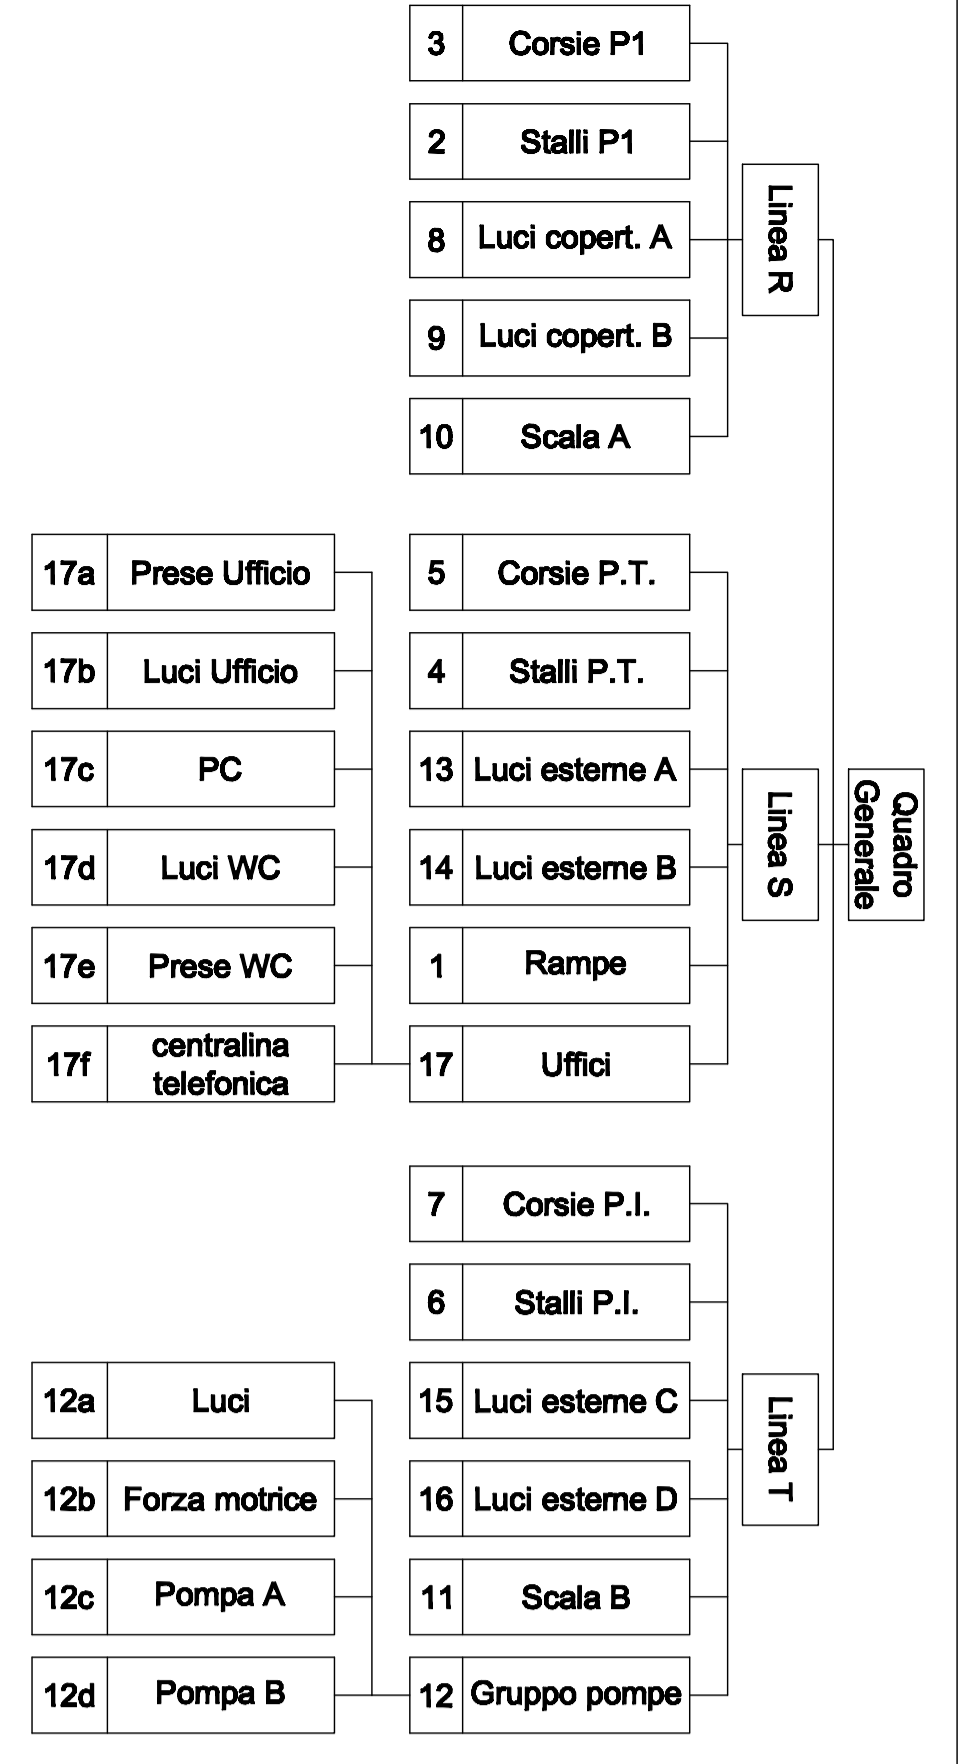 3 Corsie P1
2 Stalli P1
8 Luci copert. A
9 Luci copert. B
10 Scala A
Linea R
17a Prese Ufficio
17b Luci Ufficio
17c PC
17d Luci WC
17e Prese WC
17f centralina
telefonica
5 Corsie P.T.
4 Stalli P.T.
13 Luci esterne A
14 Luci esterne B
1 Rampe
17 Uffici
Linea S
Quadro
Generale
7 Corsie P.I.
6 Stalli P.I.
15 Luci esterne C
16 Luci esterne D
11 Scala B
12 Gruppo pompe
12a Luci
12b Forza motrice
12c Pompa A
12d Pompa B
Linea T